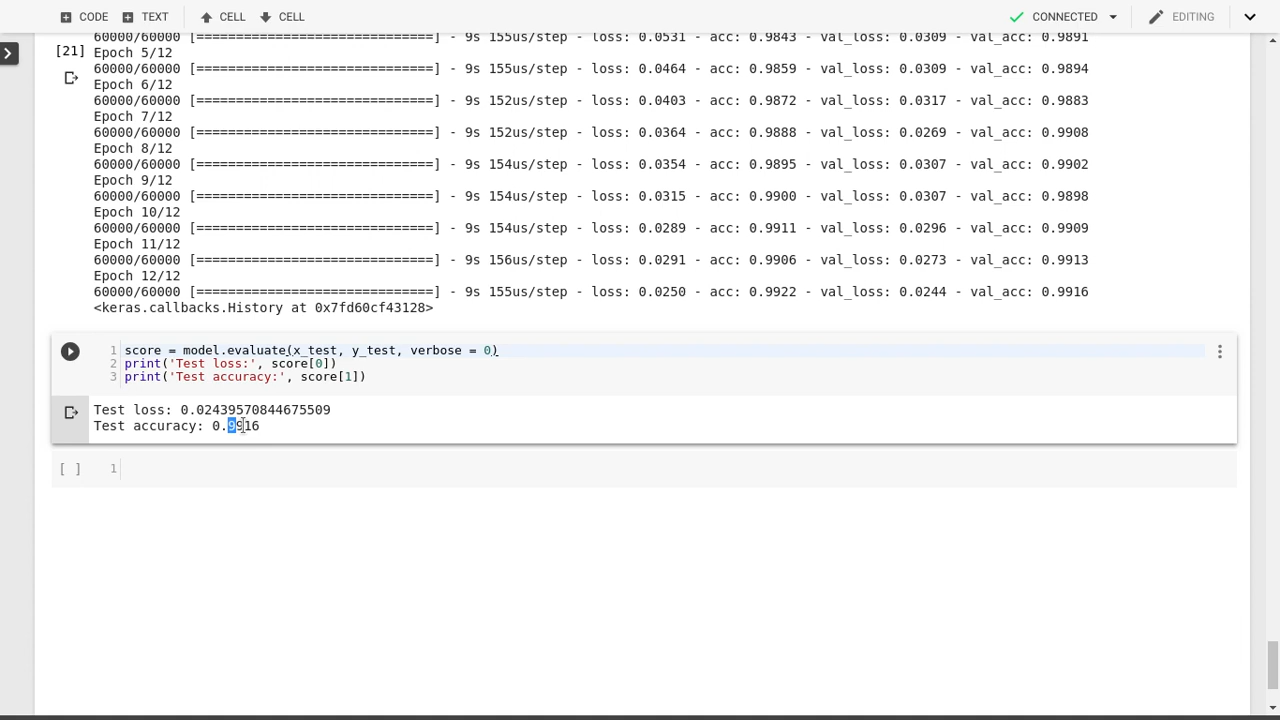 CODE TEXT CELL CELL CONNECTED EDITING
60000/60000 [==============================] - 9s 155us/step - loss: 0.0531 - acc: 0.9843 - val_loss: 0.0309 - val_acc: 0.9891
[21]
Epoch 5/12
60000/60000 [==============================] - 9s 155us/step - loss: 0.0464 - acc: 0.9859 - val_loss: 0.0309 - val_acc: 0.9894
Epoch 6/12
60000/60000 [==============================] - 9s 152us/step - loss: 0.0403 - acc: 0.9872 - val_loss: 0.0317 - val_acc: 0.9883
Epoch 7/12
60000/60000 [==============================] - 9s 152us/step - loss: 0.0364 - acc: 0.9888 - val_loss: 0.0269 - val_acc: 0.9908
Epoch 8/12
60000/60000 [==============================] - 9s 154us/step - loss: 0.0354 - acc: 0.9895 - val_loss: 0.0307 - val_acc: 0.9902
Epoch 9/12
60000/60000 [==============================] - 9s 154us/step - loss: 0.0315 - acc: 0.9900 - val_loss: 0.0307 - val_acc: 0.9898
Epoch 10/12
60000/60000 [==============================] - 9s 154us/step - loss: 0.0289 - acc: 0.9911 - val_loss: 0.0296 - val_acc: 0.9909
Epoch 11/12
60000/60000 [==============================] - 9s 156us/step - loss: 0.0291 - acc: 0.9906 - val_loss: 0.0273 - val_acc: 0.9913
Epoch 12/12
60000/60000 [==============================] - 9s 155us/step - loss: 0.0250 - acc: 0.9922 - val_loss: 0.0244 - val_acc: 0.9916
<keras.callbacks.History at 0x7fd60cf43128>
1 score = model.evaluate(x_test, y_test, verbose = 0)
2 print('Test loss:', score[0])
3 print('Test accuracy:', score[1])
Test loss: 0.02439570844675509
Test accuracy: 0.9916
[ ] 1